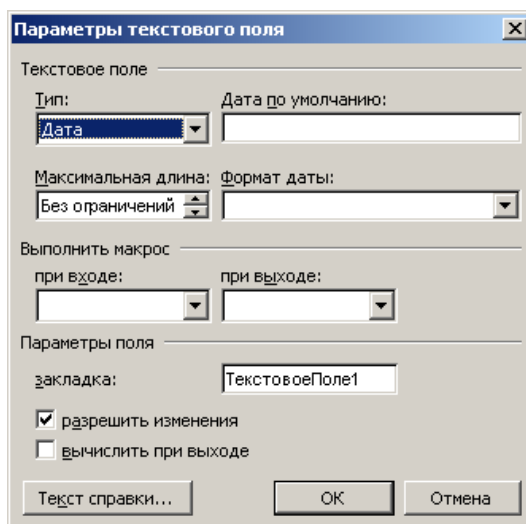 Параметры текстового поля
Текстовое поле
Тип: Дата по умолчанию:
Дата
Максимальная длина: Формат даты:
Без ограничений
Выполнить макрос
при входе: при выходе:
Параметры поля
закладка: ТекстовоеПоле1
разрешить изменения
вычислить при выходе
Текст справки... ОК Отмена